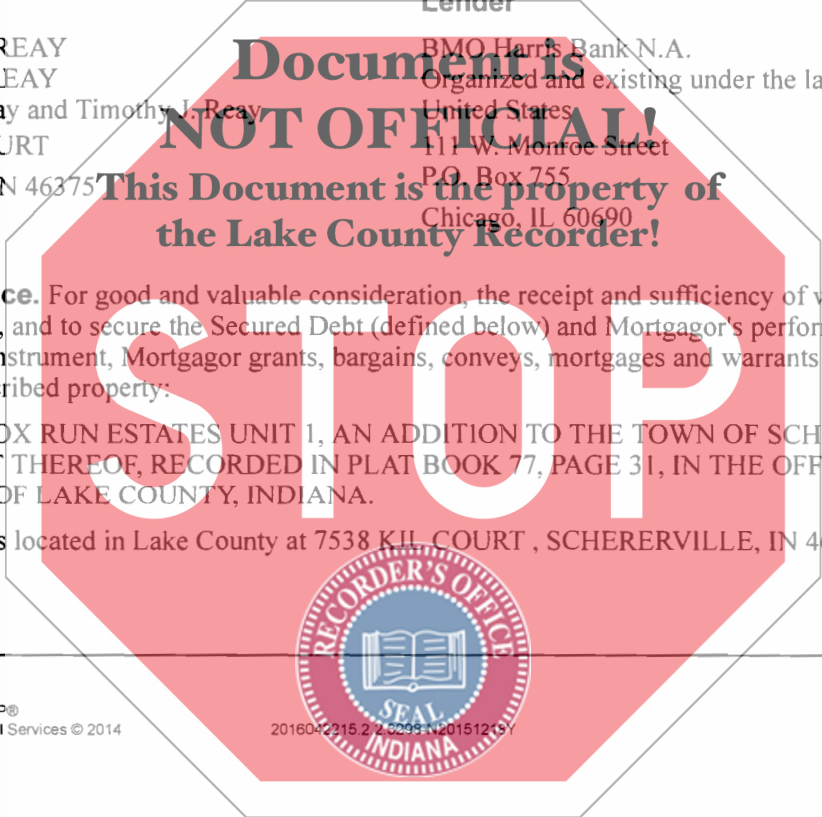 Lender
REAY
BMO Harris Bank N.A.
EAY
Organized and existing under the la
y and Timothy J. Reay
United States
URT
111 W. Monroe Street
N 46375
P.O. Box 755
Chicago, IL 60690
Document is
NOT OFFICIAL!
This Document is the property of
the Lake County Recorder!
ce. For good and valuable consideration, the receipt and sufficiency of
, and to secure the Secured Debt (defined below) and Mortgagor's perfor
strument, Mortgagor grants, bargains, conveys, mortgages and warrants
ribed property:
OX RUN ESTATES UNIT 1, AN ADDITION TO THE TOWN OF SCH
THEREOF, RECORDED IN PLAT BOOK 77, PAGE 31, IN THE OFF
OF LAKE COUNTY, INDIANA.
s located in Lake County at 7538 KIL COURT , SCHERERVILLE, IN 4
STOP
RECORDER'S OFFICE
SEAL
INDIANA
P®
l Services © 2014